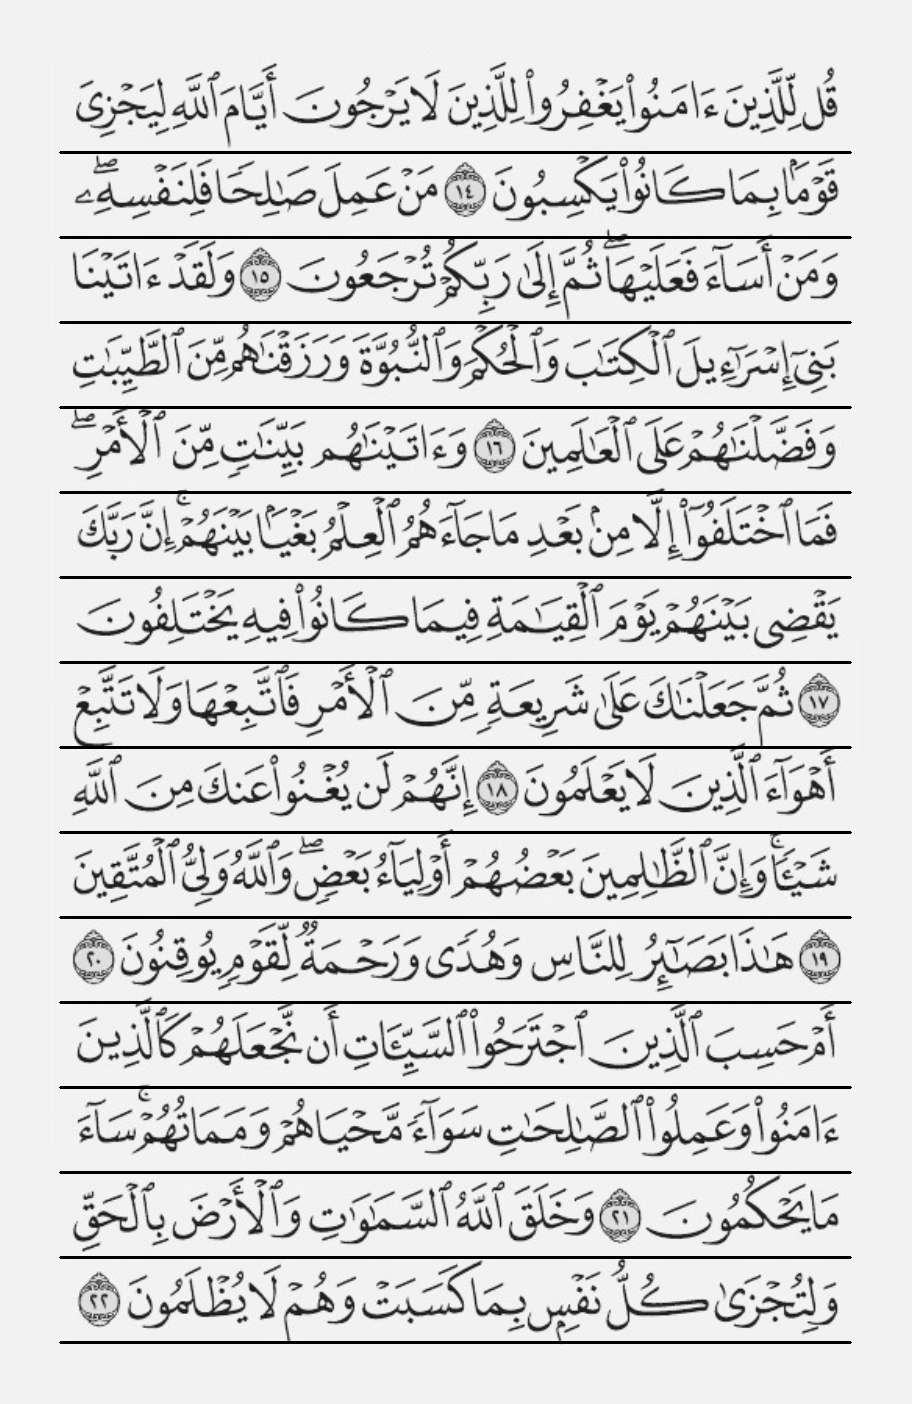 قُل لِّلَّذِينَ ءَامَنُوا۟ يَغْفِرُوا۟ لِلَّذِينَ لَا يَرْجُونَ أَيَّامَ ٱللَّهِ لِيَجْزِىَ
قَوْمًۢا بِمَا كَانُوا۟ يَكْسِبُونَ ١٤ مَنْ عَمِلَ صَـٰلِحًا فَلِنَفْسِهِۦ ۖ
وَمَنْ أَسَآءَ فَعَلَيْهَا ۖ ثُمَّ إِلَىٰ رَبِّكُمْ تُرْجَعُونَ ١٥ وَلَقَدْ ءَاتَيْنَا
بَنِىٓ إِسْرَٰٓءِيلَ ٱلْكِتَـٰبَ وَٱلْحُكْمَ وَٱلنُّبُوَّةَ وَرَزَقْنَـٰهُم مِّنَ ٱلطَّيِّبَـٰتِ
وَفَضَّلْنَـٰهُمْ عَلَى ٱلْعَـٰلَمِينَ ١٦ وَءَاتَيْنَـٰهُم بَيِّنَـٰتٍ مِّنَ ٱلْأَمْرِ ۖ
فَمَا ٱخْتَلَفُوٓا۟ إِلَّا مِنۢ بَعْدِ مَا جَآءَهُمُ ٱلْعِلْمُ بَغْيًۢا بَيْنَهُمْ ۚ إِنَّ رَبَّكَ
يَقْضِى بَيْنَهُمْ يَوْمَ ٱلْقِيَـٰمَةِ فِيمَا كَانُوا۟ فِيهِ يَخْتَلِفُونَ
١٧ ثُمَّ جَعَلْنَـٰكَ عَلَىٰ شَرِيعَةٍ مِّنَ ٱلْأَمْرِ فَٱتَّبِعْهَا وَلَا تَتَّبِعْ
أَهْوَآءَ ٱلَّذِينَ لَا يَعْلَمُونَ ١٨ إِنَّهُمْ لَن يُغْنُوا۟ عَنكَ مِنَ ٱللَّهِ
شَيْـًٔا ۚ وَإِنَّ ٱلظَّـٰلِمِينَ بَعْضُهُمْ أَوْلِيَآءُ بَعْضٍ ۖ وَٱللَّهُ وَلِىُّ ٱلْمُتَّقِينَ
١٩ هَـٰذَا بَصَـٰٓئِرُ لِلنَّاسِ وَهُدًى وَرَحْمَةٌ لِّقَوْمٍ يُوقِنُونَ ٢٠
أَمْ حَسِبَ ٱلَّذِينَ ٱجْتَرَحُوا۟ ٱلسَّيِّـَٔاتِ أَن نَّجْعَلَهُمْ كَٱلَّذِينَ
ءَامَنُوا۟ وَعَمِلُوا۟ ٱلصَّـٰلِحَـٰتِ سَوَآءً مَّحْيَاهُمْ وَمَمَاتُهُمْ ۚ سَآءَ
مَا يَحْكُمُونَ ٢١ وَخَلَقَ ٱللَّهُ ٱلسَّمَـٰوَٰتِ وَٱلْأَرْضَ بِٱلْحَقِّ
وَلِتُجْزَىٰ كُلُّ نَفْسٍۭ بِمَا كَسَبَتْ وَهُمْ لَا يُظْلَمُونَ ٢٢